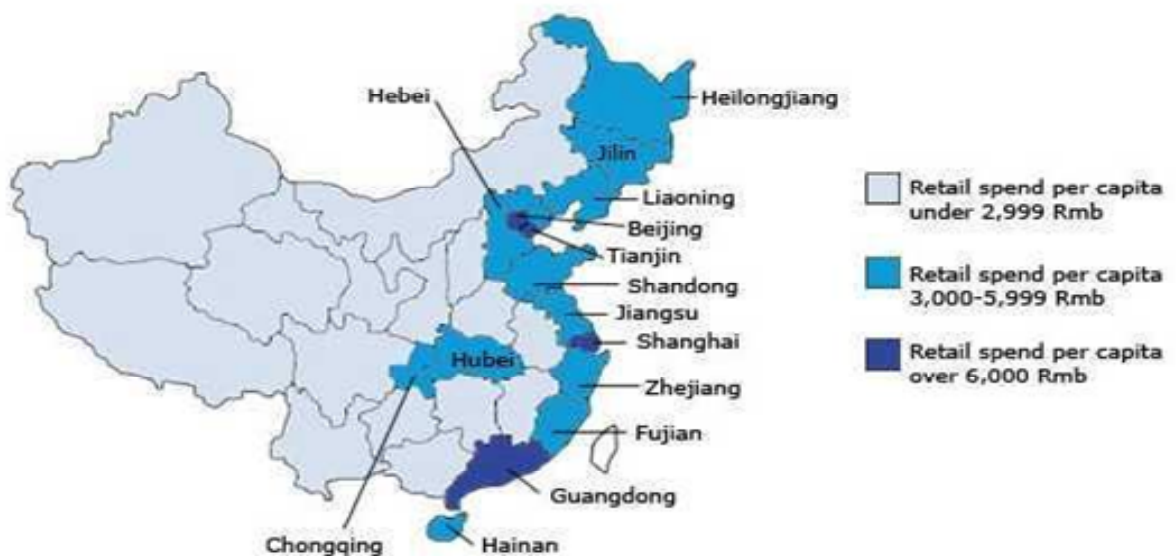 Hebei
Heilongjiang
Jilin
Liaoning
Beijing
Tianjin
Shandong
Jiangsu
Shanghai
Hubei
Zhejiang
Fujian
Guangdong
Chongqing
Hainan
Retail spend per capita
under 2,999 Rmb
Retail spend per capita
3,000-5,999 Rmb
Retail spend per capita
over 6,000 Rmb